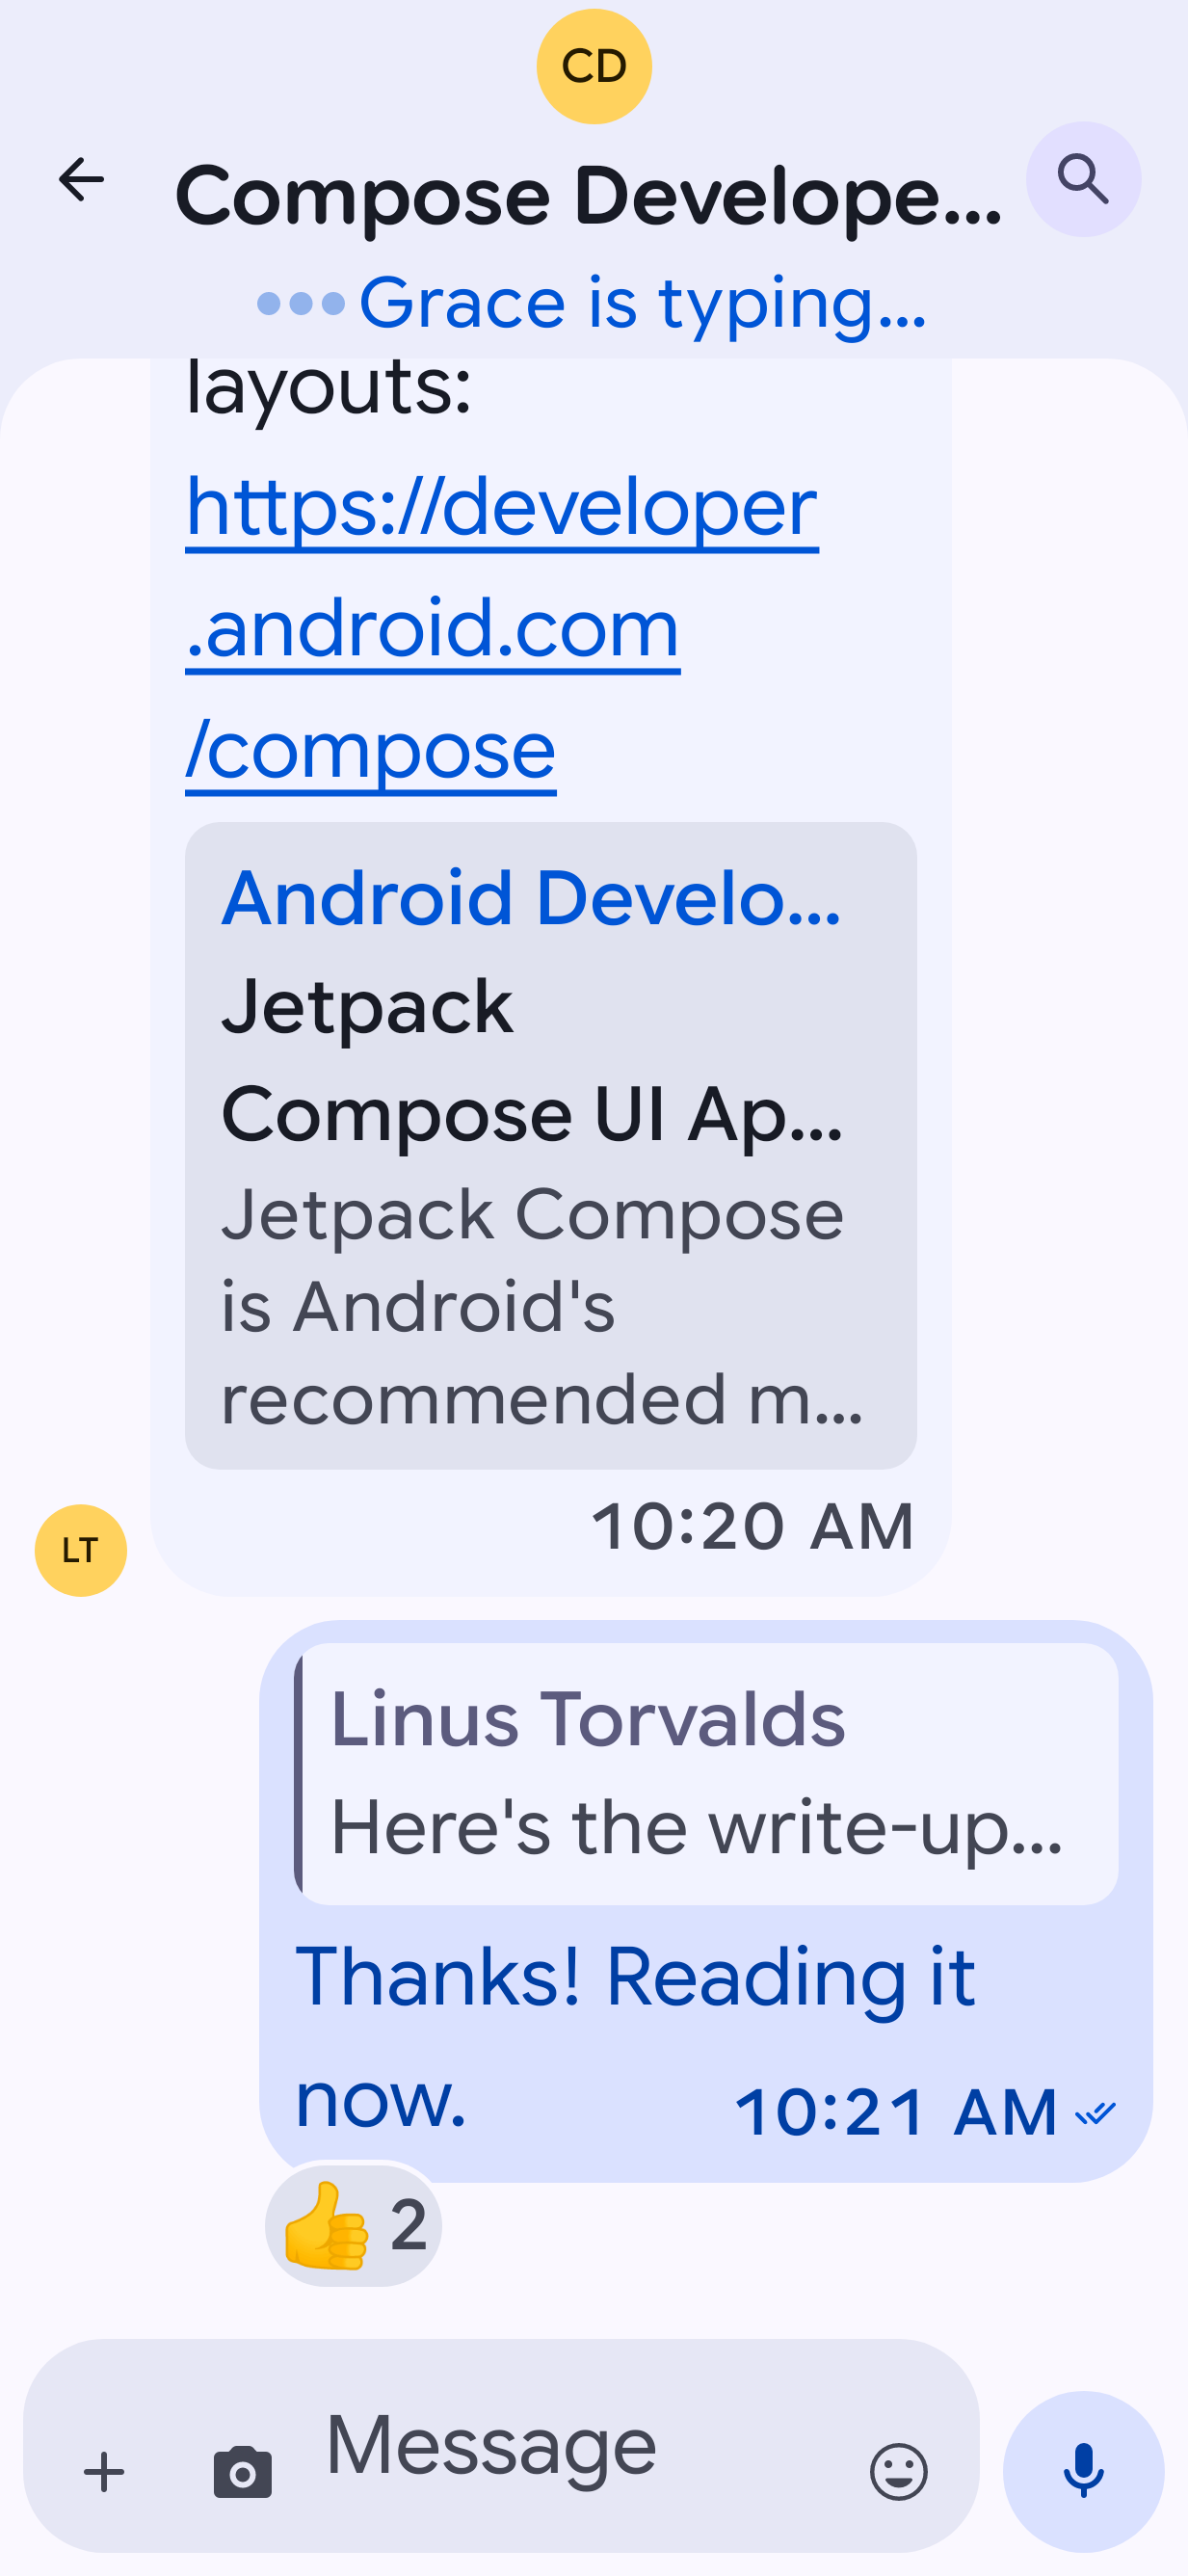 CD
Compose Develope...
Grace is typing...
layouts:
https://developer
.android.com
/compose
Android Develo...
Jetpack
Compose UI Ap...
Jetpack Compose
is Android's
recommended m...
10:20 AM
LT
Linus Torvalds
Here's the write-up...
Thanks! Reading it
now.
10:21 AM
👍 2
Message